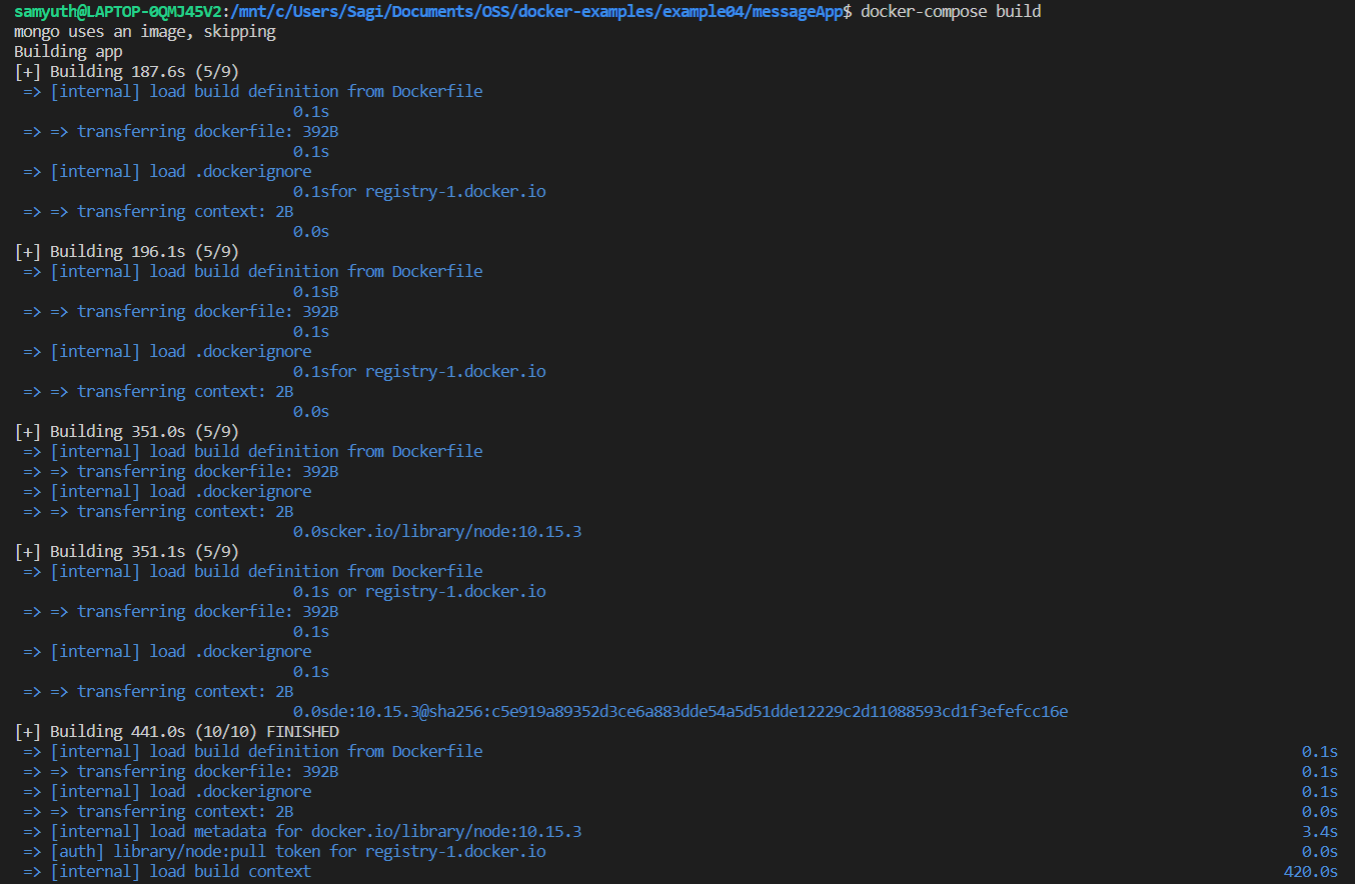 samyuth@LAPTOP-0QMJ45V2:/mnt/c/Users/Sagi/Documents/OSS/docker-examples/example04/messageApp$ docker-compose build
mongo uses an image, skipping
Building app
[+] Building 187.6s (5/9)
=> [internal] load build definition from Dockerfile
0.1s
=> => transferring dockerfile: 392B
0.1s
=> [internal] load .dockerignore
0.1sfor registry-1.docker.io
=> => transferring context: 2B
0.0s
[+] Building 196.1s (5/9)
=> [internal] load build definition from Dockerfile
0.1sB
=> => transferring dockerfile: 392B
0.1s
=> [internal] load .dockerignore
0.1sfor registry-1.docker.io
=> => transferring context: 2B
0.0s
[+] Building 351.0s (5/9)
=> [internal] load build definition from Dockerfile
=> => transferring dockerfile: 392B
=> [internal] load .dockerignore
=> => transferring context: 2B
0.0scker.io/library/node:10.15.3
[+] Building 351.1s (5/9)
=> [internal] load build definition from Dockerfile
0.1s or registry-1.docker.io
=> => transferring dockerfile: 392B
0.1s
=> [internal] load .dockerignore
0.1s
=> => transferring context: 2B
0.0sde:10.15.3@sha256:c5e919a89352d3ce6a883dde54a5d51dde12229c2d11088593cd1f3efefcc16e
[+] Building 441.0s (10/10) FINISHED
=> [internal] load build definition from Dockerfile 0.1s
=> => transferring dockerfile: 392B 0.1s
=> [internal] load .dockerignore 0.1s
=> => transferring context: 2B 0.0s
=> [internal] load metadata for docker.io/library/node:10.15.3 3.4s
=> [auth] library/node:pull token for registry-1.docker.io 0.0s
=> [internal] load build context 420.0s